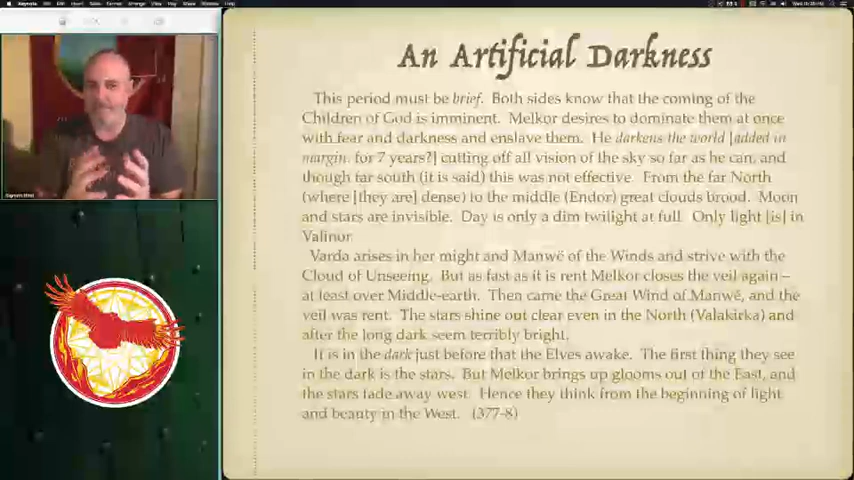 An Artificial Darkness
This period must be brief. Both sides know that the coming of the
Children of God is imminent. Melkor desires to dominate them at once
with fear and darkness and enslave them. He darkens the world [added in
margin: for 7 years?] cutting off all vision of the sky so far as he can, and
though far south (it is said) this was not effective. From the far North
(where [they are] dense) to the middle (Endor) great clouds brood. Moon
and stars are invisible. Day is only a dim twilight at full. Only light [is] in
Valinor.
Varda arises in her might and Manwë of the Winds and strive with the
Cloud of Unseeing. But as fast as it is rent Melkor closes the veil again –
at least over Middle-earth. Then came the Great Wind of Manwë, and the
veil was rent. The stars shine out clear even in the North (Valakirka) and
after the long dark seem terribly bright.
It is in the dark just before that the Elves awake. The first thing they see
in the dark is the stars. But Melkor brings up glooms out of the East, and
the stars fade away west. Hence they think from the beginning of light
and beauty in the West. (377-8)